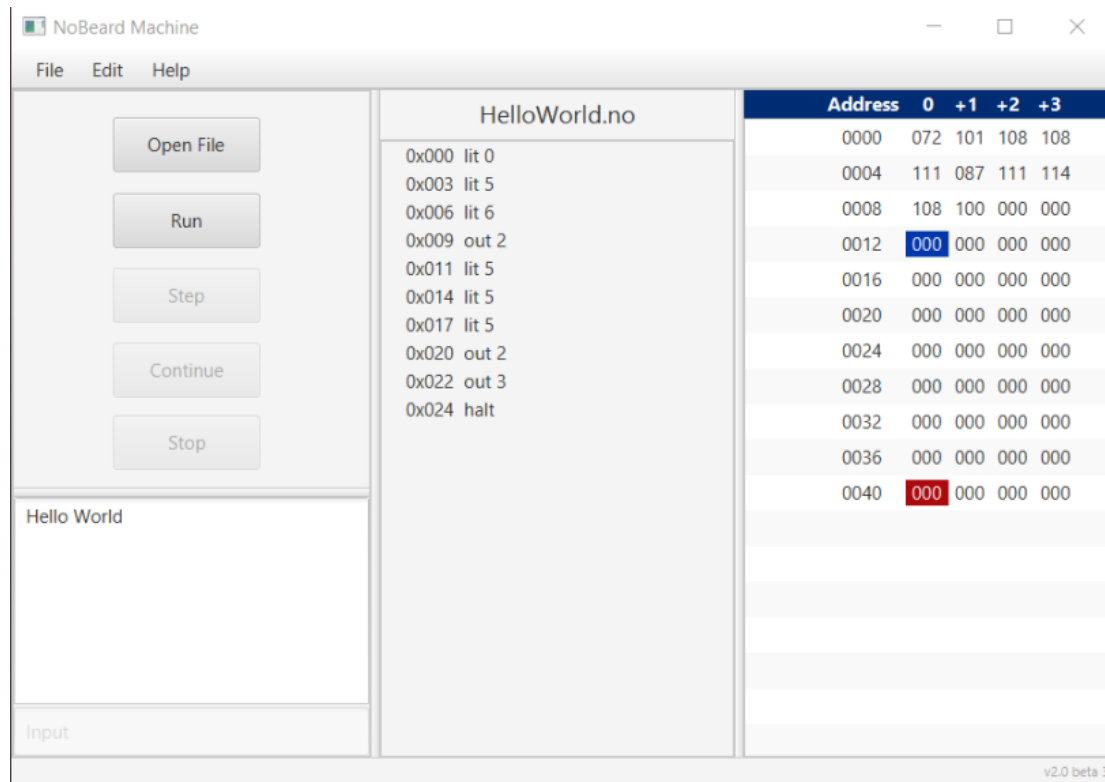 NoBeard Machine
File Edit Help
Open File
Run
Step
Continue
Stop
Hello World
Input
HelloWorld.no
0x000 lit 0
0x003 lit 5
0x006 lit 6
0x009 out 2
0x011 lit 5
0x014 lit 5
0x017 lit 5
0x020 out 2
0x022 out 3
0x024 halt
Address 0 +1 +2 +3
0000 072 101 108 108
0004 111 087 111 114
0008 108 100 000 000
0012 000 000 000 000
0016 000 000 000 000
0020 000 000 000 000
0024 000 000 000 000
0028 000 000 000 000
0032 000 000 000 000
0036 000 000 000 000
0040 000 000 000 000
v2.0 beta